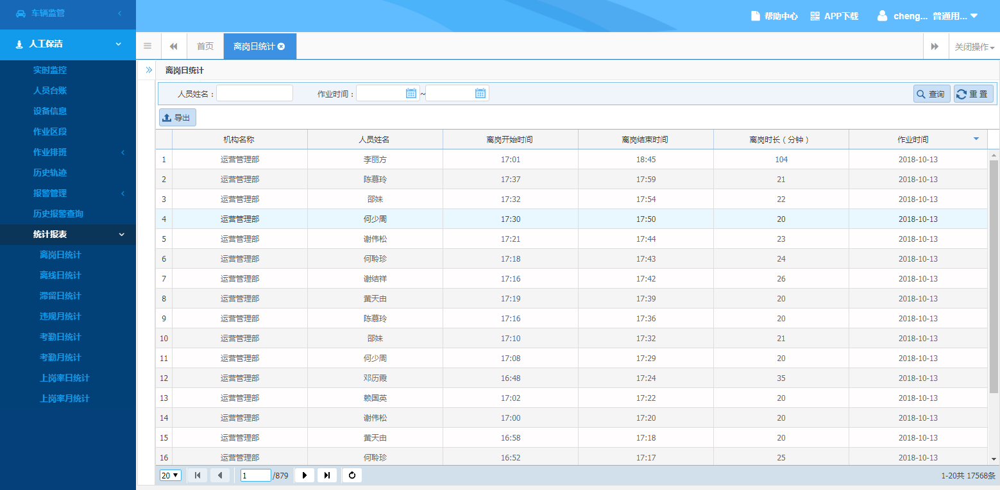 车辆监管
帮助中心 APP下载 cheng... 普通用...
人工保洁
首页 离岗日统计 关闭操作
实时监控
人员台账
设备信息
作业区段
作业排班
历史轨迹
报警管理
历史报警查询
统计报表
离岗日统计
离线日统计
滞留日统计
违规月统计
考勤日统计
考勤月统计
上岗率日统计
上岗率月统计
离岗日统计
人员姓名： 作业时间： ~ 查询 重置
导出
机构名称 人员姓名 离岗开始时间 离岗结束时间 离岗时长（分钟） 作业时间
1 运营管理部 李丽方 17:01 18:45 104 2018-10-13
2 运营管理部 陈慕玲 17:37 17:59 21 2018-10-13
3 运营管理部 邵妹 17:32 17:54 22 2018-10-13
4 运营管理部 何少周 17:30 17:50 20 2018-10-13
5 运营管理部 谢伟松 17:21 17:44 23 2018-10-13
6 运营管理部 何聆珍 17:18 17:43 24 2018-10-13
7 运营管理部 谢结祥 17:16 17:42 26 2018-10-13
8 运营管理部 黄天由 17:19 17:39 20 2018-10-13
9 运营管理部 陈慕玲 17:16 17:36 20 2018-10-13
10 运营管理部 邵妹 17:10 17:32 21 2018-10-13
11 运营管理部 何少周 17:08 17:29 20 2018-10-13
12 运营管理部 邓历霞 16:48 17:24 35 2018-10-13
13 运营管理部 赖国英 17:02 17:22 20 2018-10-13
14 运营管理部 谢伟松 17:00 17:20 20 2018-10-13
15 运营管理部 黄天由 16:58 17:18 20 2018-10-13
16 运营管理部 何聆珍 16:52 17:17 25 2018-10-13
20 1 /879 1-20共 17568条